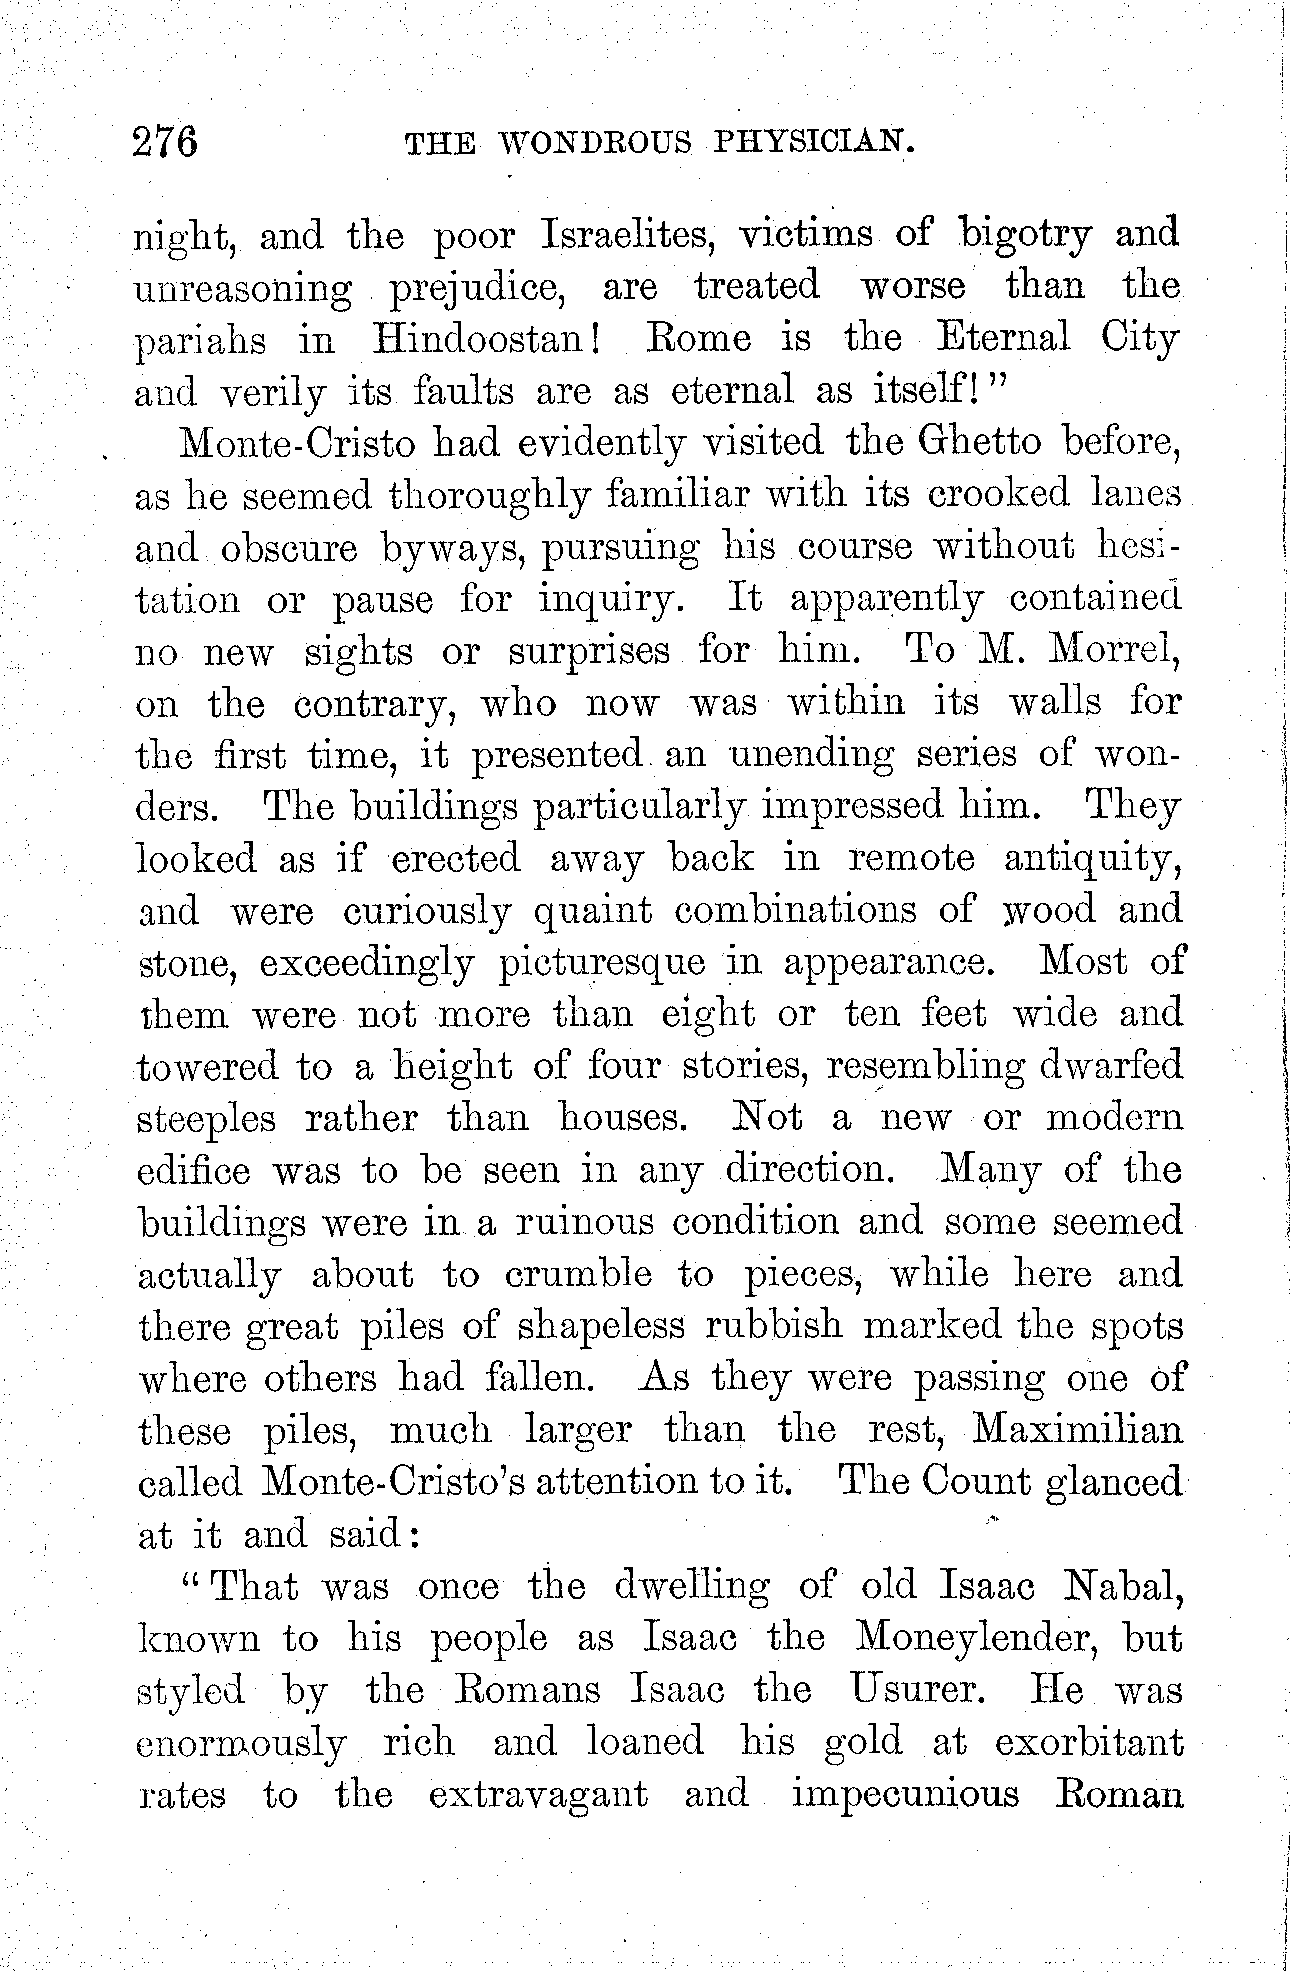 276 THE WONDROUS PHYSICIAN.
night, and the poor Israelites, victims of bigotry and
unreasoning prejudice, are treated worse than the
pariahs in Hindoostan! Rome is the Eternal City
and verily its faults are as eternal as itself!"
Monte-Cristo had evidently visited the Ghetto before,
as he seemed thoroughly familiar with its crooked lanes
and obscure byways, pursuing his course without hesi-
tation or pause for inquiry. It apparently contained
no new sights or surprises for him. To M. Morrel,
on the contrary, who now was within its walls for
the first time, it presented an unending series of won-
ders. The buildings particularly impressed him. They
looked as if erected away back in remote antiquity,
and were curiously quaint combinations of wood and
stone, exceedingly picturesque in appearance. Most of
them were not more than eight or ten feet wide and
towered to a height of four stories, resembling dwarfed
steeples rather than houses. Not a new or modern
edifice was to be seen in any direction. Many of the
buildings were in a ruinous condition and some seemed
actually about to crumble to pieces, while here and
there great piles of shapeless rubbish marked the spots
where others had fallen. As they were passing one of
these piles, much larger than the rest, Maximilian
called Monte-Cristo's attention to it. The Count glanced
at it and said:
"That was once the dwelling of old Isaac Nabal,
known to his people as Isaac the Moneylender, but
styled by the Romans Isaac the Usurer. He was
enormously rich and loaned his gold at exorbitant
rates to the extravagant and impecunious Roman